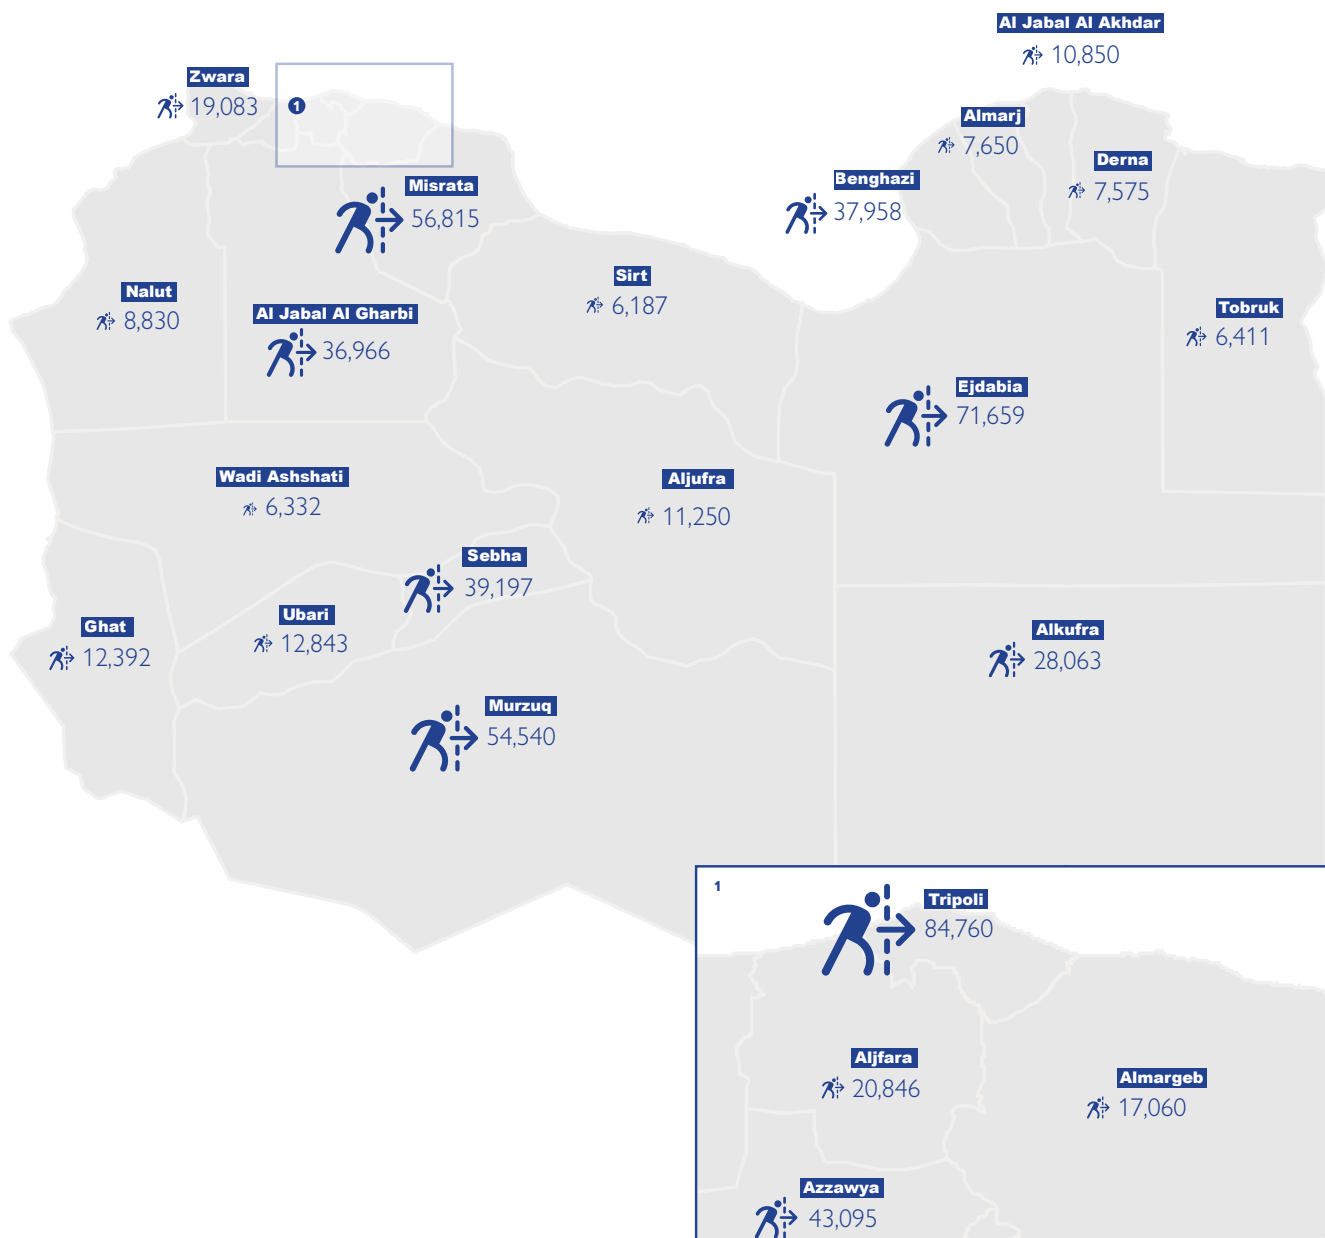 Al Jabal Al Akhdar
10,850
Zwara
19,083
1
Almarj
7,650
Derna
7,575
Benghazi
37,958
Misrata
56,815
Sirt
6,187
Nalut
8,830
Al Jabal Al Gharbi
36,966
Tobruk
6,411
Ejdabia
71,659
Wadi Ashshati
6,332
Aljufra
11,250
Sebha
39,197
Ubari
12,843
Ghat
12,392
Alkufra
28,063
Murzuq
54,540
1
Tripoli
84,760
Aljfara
20,846
Almargeb
17,060
Azzawya
43,095